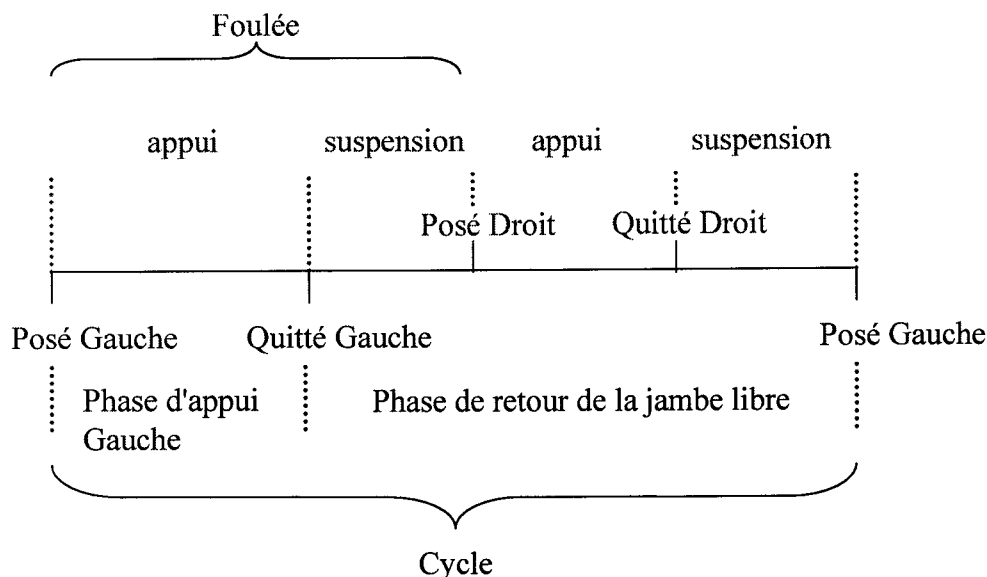 Foulée
appui suspension appui suspension
Posé Droit Quitté Droit
Posé Gauche Quitté Gauche Posé Gauche
Phase d'appui Phase de retour de la jambe libre
Gauche
Cycle